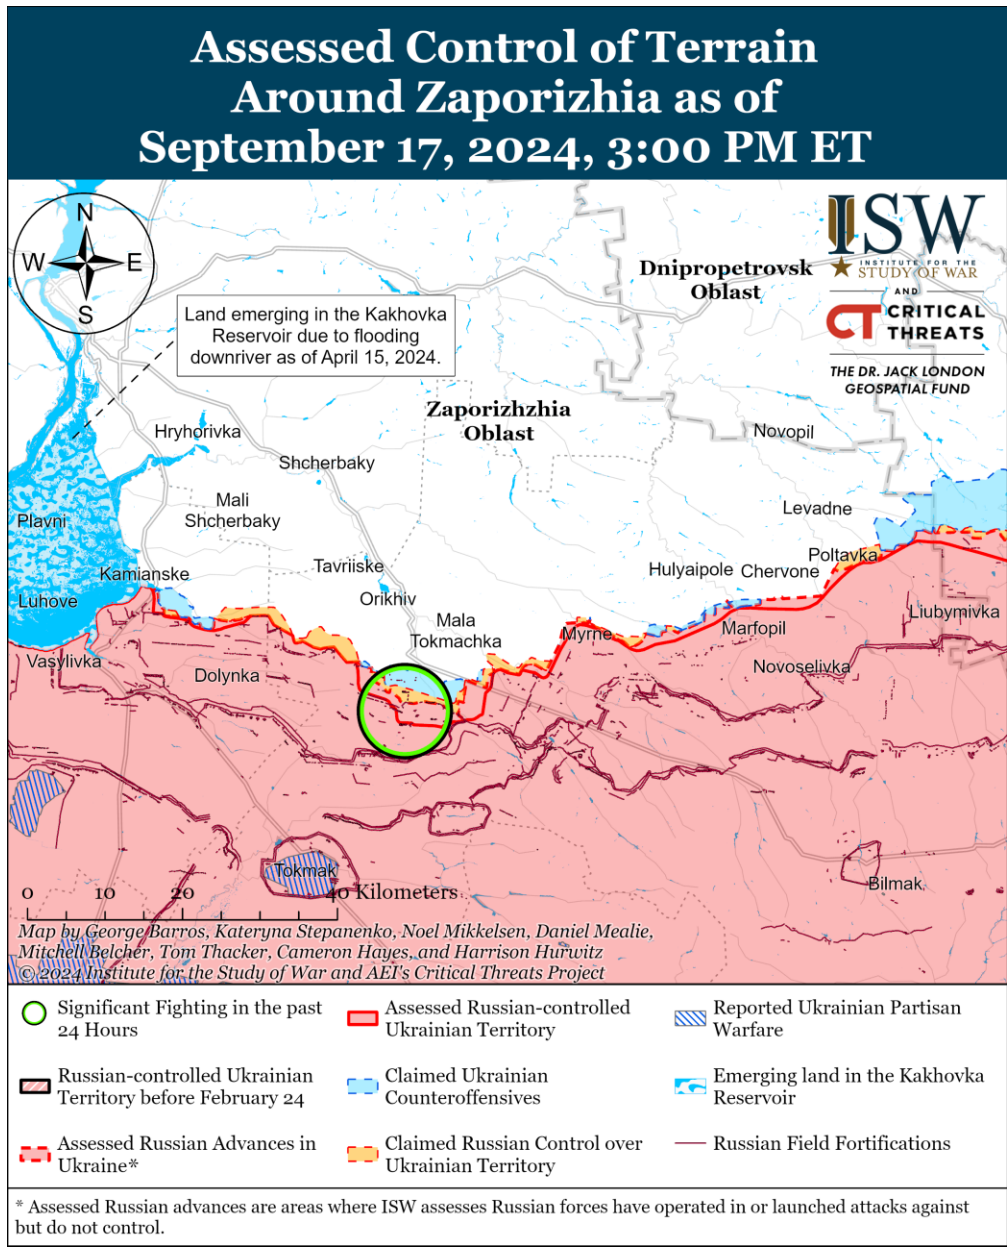 Assessed Control of Terrain
Around Zaporizhia as of
September 17, 2024, 3:00 PM ET
N
W
E
S
ISW
INSTITUTE FOR THE
STUDY OF WAR
AND
CT CRITICAL
THREATS
THE DR. JACK LONDON
GEOSPATIAL FUND
Dnipropetrovsk
Oblast
Land emerging in the Kakhovka
Reservoir due to flooding
downriver as of April 15, 2024.
Zaporizhzhia
Oblast
Hryhorivka
Novopil
Shcherbaky
Mali
Shcherbaky
Levadne
Plavni
Poltavka
Kamianske
Tavriiske
Hulyaipole
Chervone
Luhove
Orikhiv
Mala
Tokmachka
Liubymivka
Myrne
Marfopil
Vasylivka
Dolynka
Novoselivka
Tokmak
Bilmak
0 10 20 40 Kilometers
Map by George Barros, Kateryna Stepanenko, Noel Mikkelsen, Daniel Mealie,
Mitchell Belcher, Tom Thacker, Cameron Hayes, and Harrison Hurwitz
© 2024 Institute for the Study of War and AEI's Critical Threats Project
Significant Fighting in the past
24 Hours
Assessed Russian-controlled
Ukrainian Territory
Reported Ukrainian Partisan
Warfare
Russian-controlled Ukrainian
Territory before February 24
Claimed Ukrainian
Counteroffensives
Emerging land in the Kakhovka
Reservoir
Assessed Russian Advances in
Ukraine*
Claimed Russian Control over
Ukrainian Territory
Russian Field Fortifications
* Assessed Russian advances are areas where ISW assesses Russian forces have operated in or launched attacks against
but do not control.